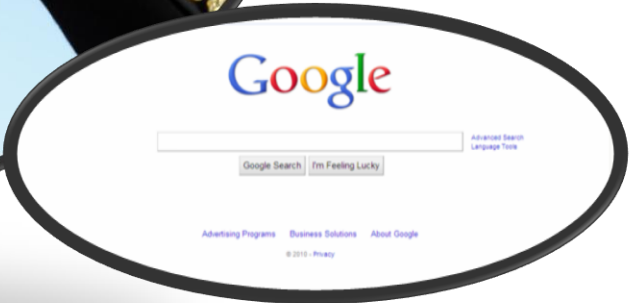 Google
Advanced Search
Language Tools
Google Search I'm Feeling Lucky
Advertising Programs Business Solutions About Google
© 2010 - Privacy